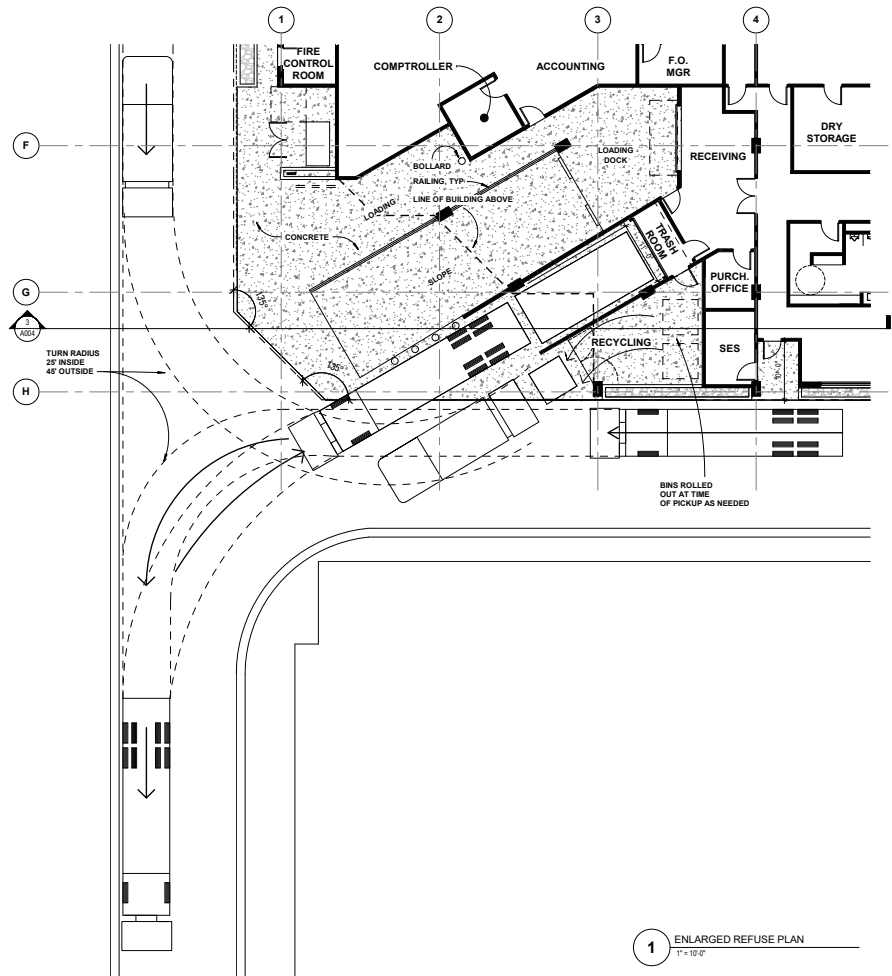 1
2
3
4
FIRE
CONTROL
ROOM
COMPTROLLER
ACCOUNTING
F.O.
MGR
DRY
STORAGE
F
LOADING
DOCK
RECEIVING
BOLLARD
RAILING, TYP
LINE OF BUILDING ABOVE
LOADING
CONCRETE
TRASH
ROOM
SLOPE
PURCH.
OFFICE
G
135°
3
A004
RECYCLING
SES
TURN RADIUS
25' INSIDE
45' OUTSIDE
135°
H
BINS ROLLED
OUT AT TIME
OF PICKUP AS NEEDED
1
ENLARGED REFUSE PLAN
1" = 10'-0"